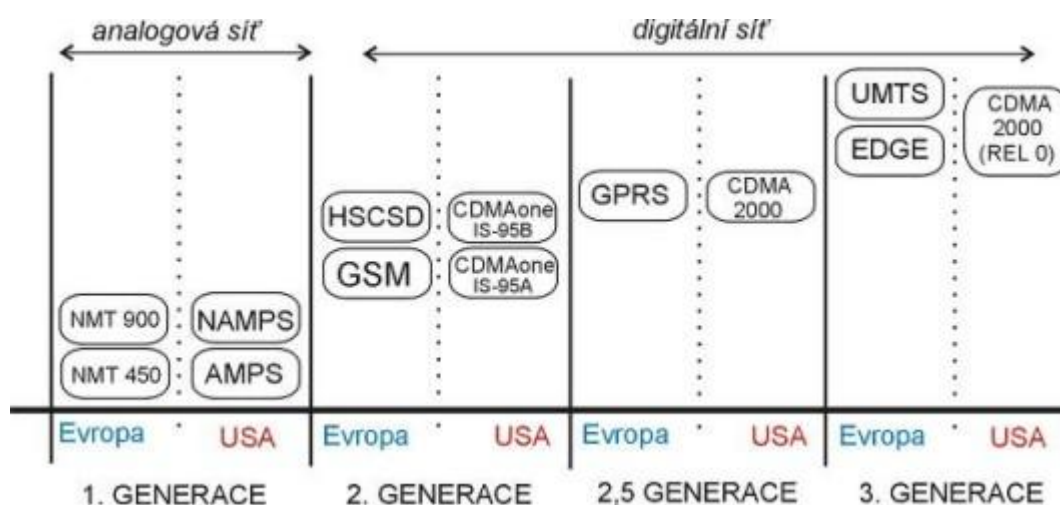 analogová síť
digitální síť
NMT 900
NMT 450
NAMPS
AMPS
HSCSD
GSM
CDMAone
IS-95B
CDMAone
IS-95A
GPRS
CDMA
2000
UMTS
EDGE
CDMA
2000
(REL 0)
Evropa
USA
Evropa
USA
Evropa
USA
Evropa
USA
1. GENERACE
2. GENERACE
2,5 GENERACE
3. GENERACE